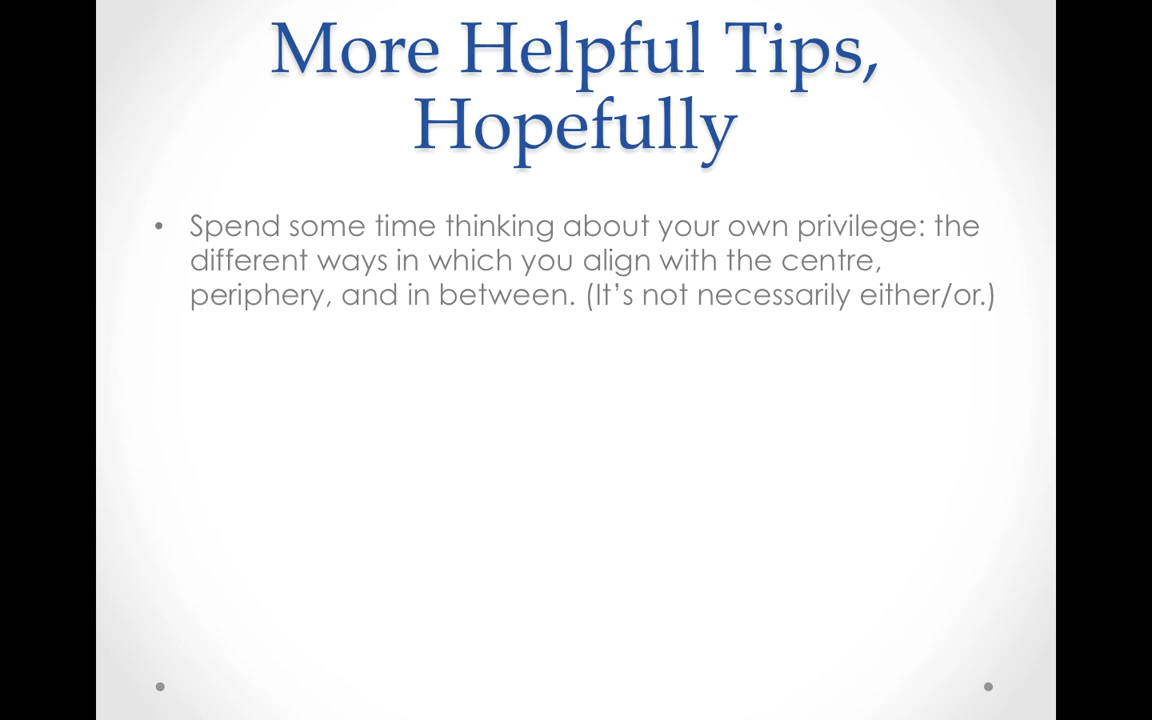 More Helpful Tips,
Hopefully
• Spend some time thinking about your own privilege: the
different ways in which you align with the centre,
periphery, and in between. (It’s not necessarily either/or.)